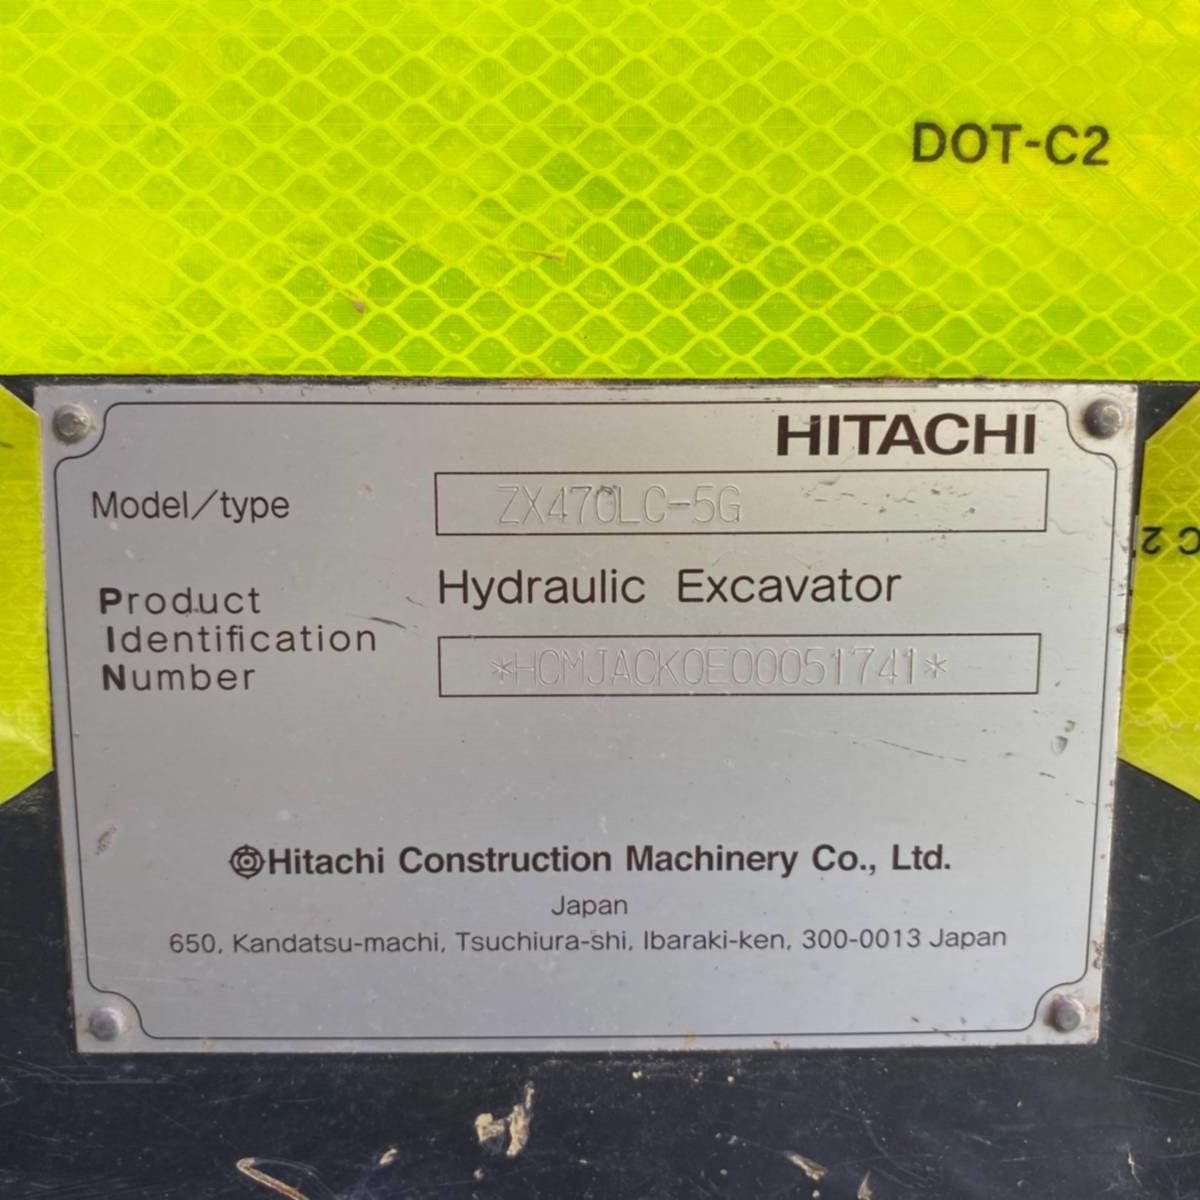 DOT-C2
HITACHI
Model/type ZX470LC-5G
Hydraulic Excavator
Product
Identification
Number
*HCMJACK0E00051741*
Hitachi Construction Machinery Co., Ltd.
Japan
650, Kandatsu-machi, Tsuchiura-shi, Ibaraki-ken, 300-0013 Japan